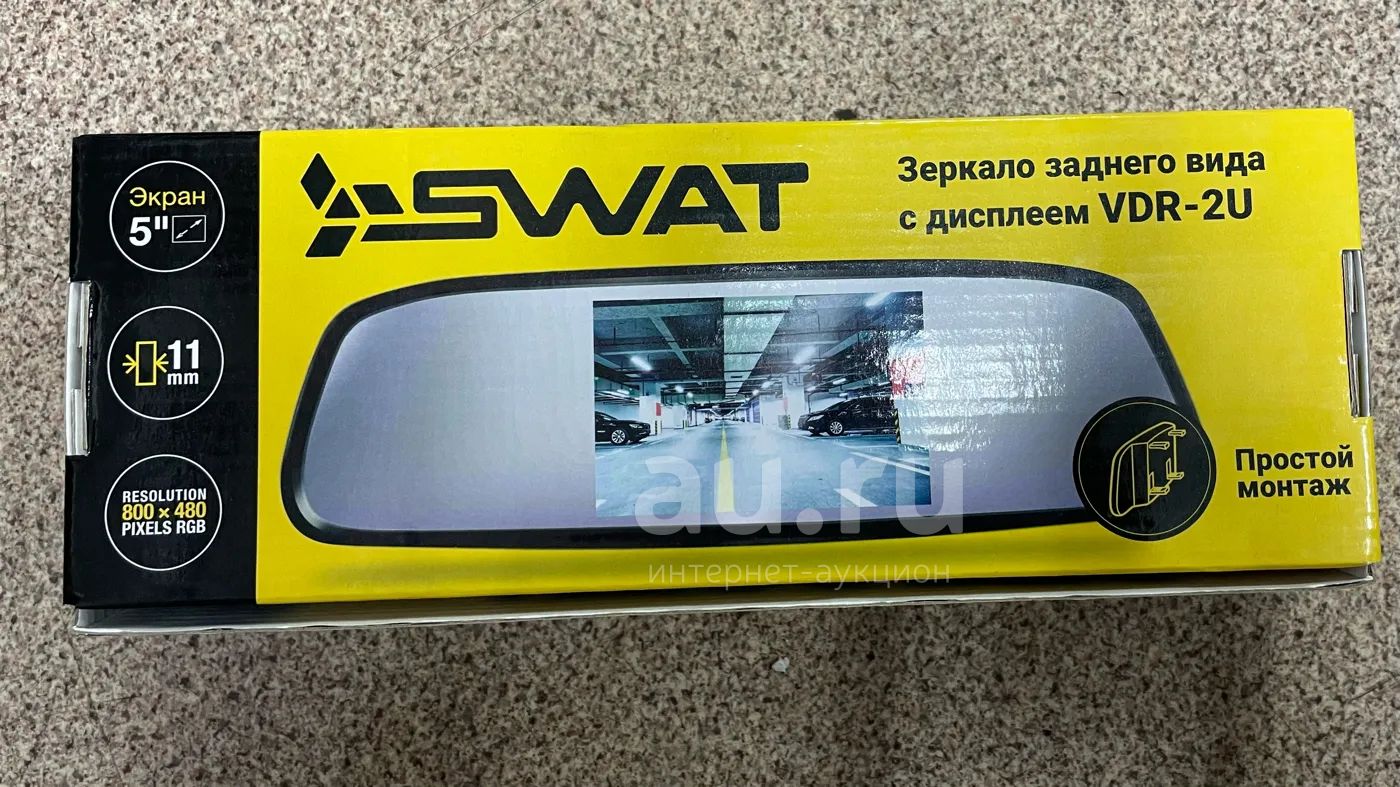 Экран
5"
11
mm
RESOLUTION
800 × 480
PIXELS RGB
SWAT
Зеркало заднего вида
с дисплеем VDR-2U
Простой
монтаж
au.ru
интернет-аукцион